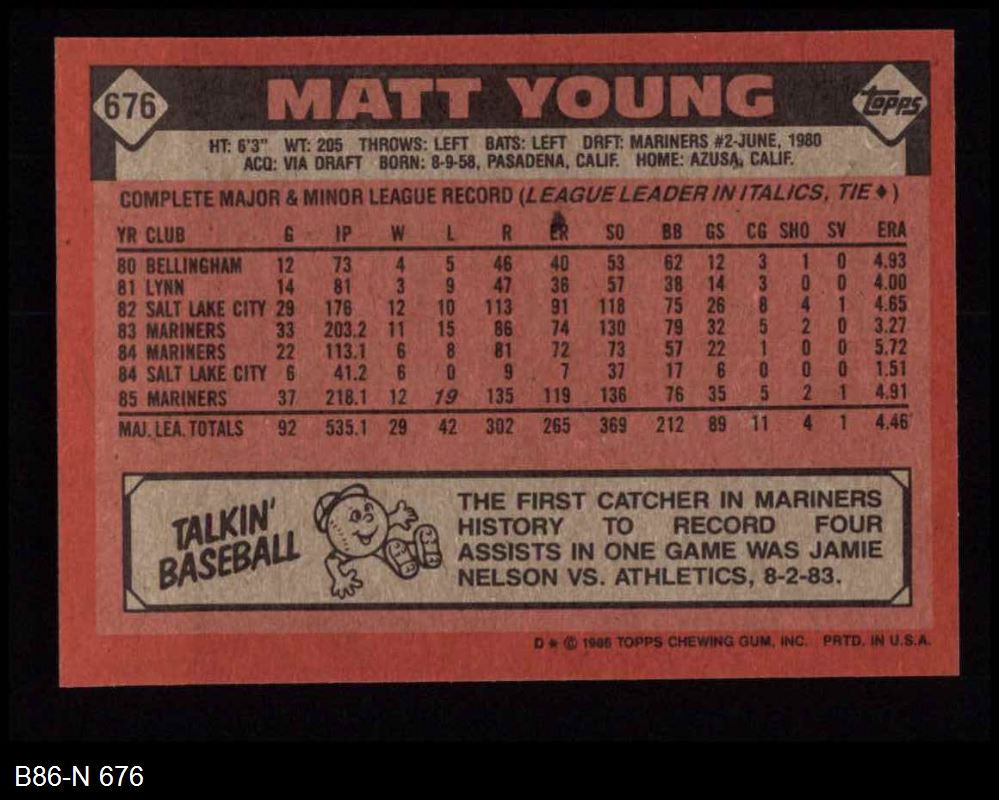 676 MATT YOUNG Topps
HT: 6'3" WT: 205 THROWS: LEFT BATS: LEFT DRFT: MARINERS #2-JUNE, 1980
ACQ: VIA DRAFT BORN: 8-9-58, PASADENA, CALIF. HOME: AZUSA, CALIF.
COMPLETE MAJOR & MINOR LEAGUE RECORD (LEAGUE LEADER IN ITALICS, TIE ♦)
YR CLUB G IP W L R ER SO BB GS CG SHO SV ERA
80 BELLINGHAM 12 73 4 5 46 40 53 62 12 3 1 0 4.93
81 LYNN 14 81 3 9 47 36 57 38 14 3 0 0 4.00
82 SALT LAKE CITY 29 176 12 10 113 91 118 75 26 8 4 1 4.65
83 MARINERS 33 203.2 11 15 86 74 130 79 32 5 2 0 3.27
84 MARINERS 22 113.1 6 8 81 72 73 57 22 1 0 0 5.72
84 SALT LAKE CITY 6 41.2 6 0 9 7 37 17 6 0 0 0 1.51
85 MARINERS 37 218.1 12 19 135 119 136 76 35 5 2 1 4.91
MAJ. LEA. TOTALS 92 535.1 29 42 302 265 369 212 89 11 4 1 4.46
TALKIN'
BASEBALL
THE FIRST CATCHER IN MARINERS
HISTORY TO RECORD FOUR
ASSISTS IN ONE GAME WAS JAMIE
NELSON VS. ATHLETICS, 8-2-83.
D * © 1986 TOPPS CHEWING GUM, INC. PRTD. IN U.S.A.
B86-N 676